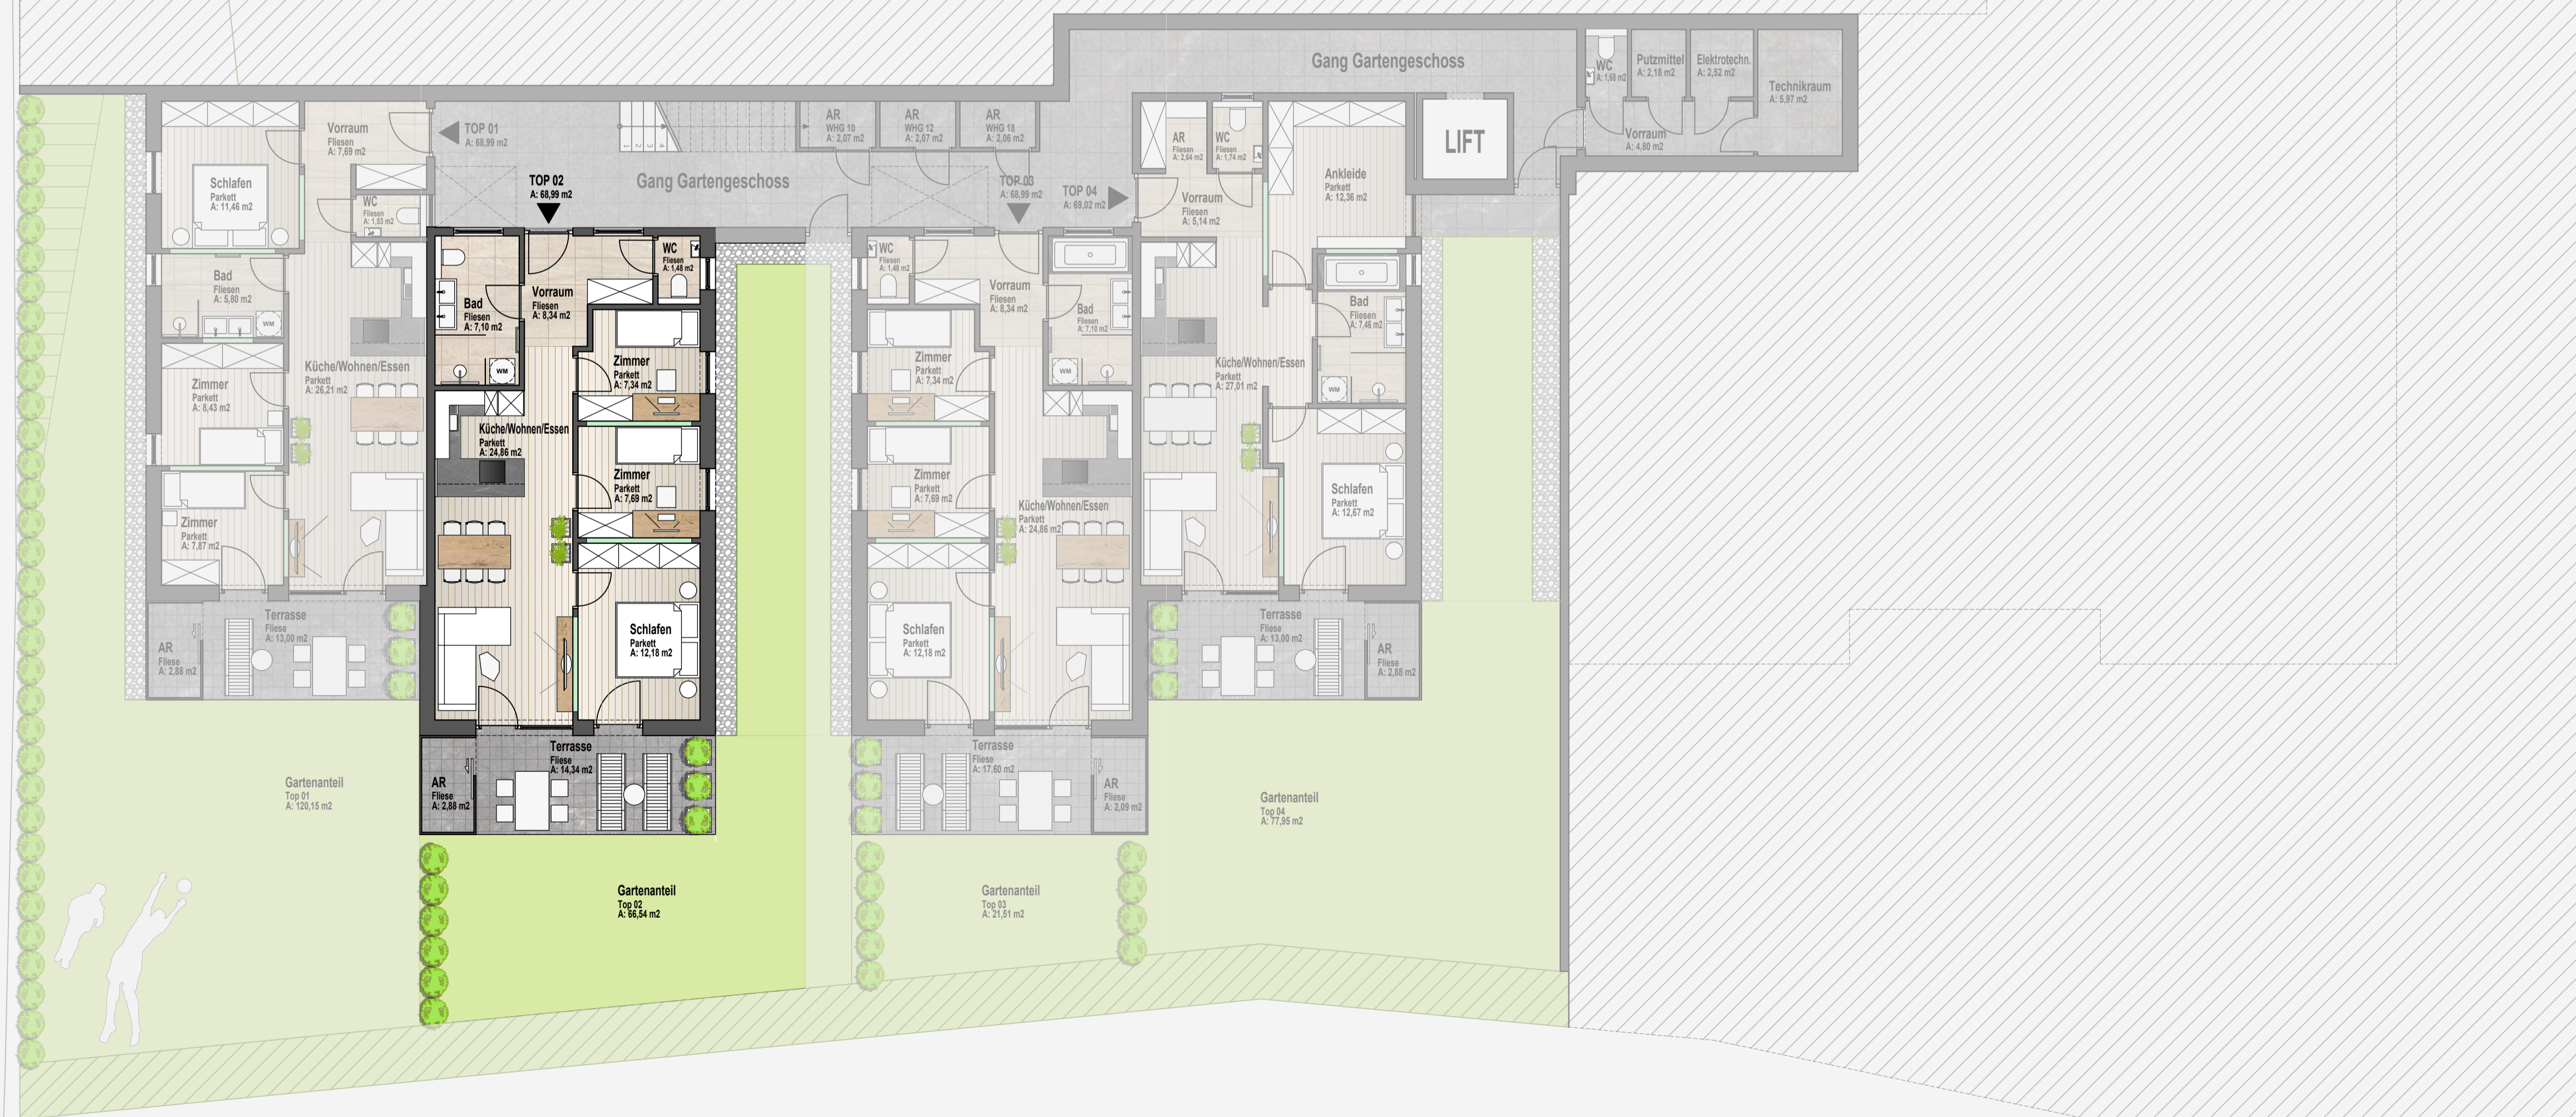 Gang Gartengeschoss
WC
A: 1,68 m2
Putzmittel
A: 2,18 m2
Elektrotechn.
A: 2,52 m2
Technikraum
A: 5,97 m2
Vorraum
A: 4,80 m2
LIFT
TOP 01
A: 68,99 m2
AR
WHG 10
A: 2,07 m2
AR
WHG 12
A: 2,07 m2
AR
WHG 18
A: 2,06 m2
1 2 3 4
Gang Gartengeschoss
TOP 02
A: 68,99 m2
TOP 03
A: 68,99 m2
TOP 04
A: 69,02 m2
Vorraum
Fliesen
A: 7,69 m2
Schlafen
Parkett
A: 11,46 m2
WC
Fliesen
A: 1,53 m2
Bad
Fliesen
A: 5,80 m2
WM
Zimmer
Parkett
A: 8,43 m2
Küche/Wohnen/Essen
Parkett
A: 26,21 m2
Zimmer
Parkett
A: 7,87 m2
Terrasse
Fliese
A: 13,00 m2
AR
Fliese
A: 2,88 m2
Gartenanteil
Top 01
A: 120,15 m2
WC
Fliesen
A: 1,48 m2
Bad
Fliesen
A: 7,10 m2
Vorraum
Fliesen
A: 8,34 m2
WM
Zimmer
Parkett
A: 7,34 m2
Küche/Wohnen/Essen
Parkett
A: 24,86 m2
Zimmer
Parkett
A: 7,69 m2
Schlafen
Parkett
A: 12,18 m2
Terrasse
Fliese
A: 14,34 m2
AR
Fliese
A: 2,88 m2
Gartenanteil
Top 02
A: 66,54 m2
WC
Fliesen
A: 1,48 m2
Vorraum
Fliesen
A: 8,34 m2
Bad
Fliesen
A: 7,10 m2
WM
Zimmer
Parkett
A: 7,34 m2
Zimmer
Parkett
A: 7,69 m2
Küche/Wohnen/Essen
Parkett
A: 24,86 m2
Schlafen
Parkett
A: 12,18 m2
Terrasse
Fliese
A: 17,60 m2
AR
Fliese
A: 2,09 m2
Gartenanteil
Top 03
A: 21,51 m2
AR
Fliesen
A: 2,64 m2
WC
Fliesen
A: 1,74 m2
Vorraum
Fliesen
A: 5,14 m2
Ankleide
Parkett
A: 12,36 m2
Bad
Fliesen
A: 7,46 m2
WM
Küche/Wohnen/Essen
Parkett
A: 27,01 m2
Schlafen
Parkett
A: 12,67 m2
Terrasse
Fliese
A: 13,00 m2
AR
Fliese
A: 2,88 m2
Gartenanteil
Top 04
A: 77,95 m2